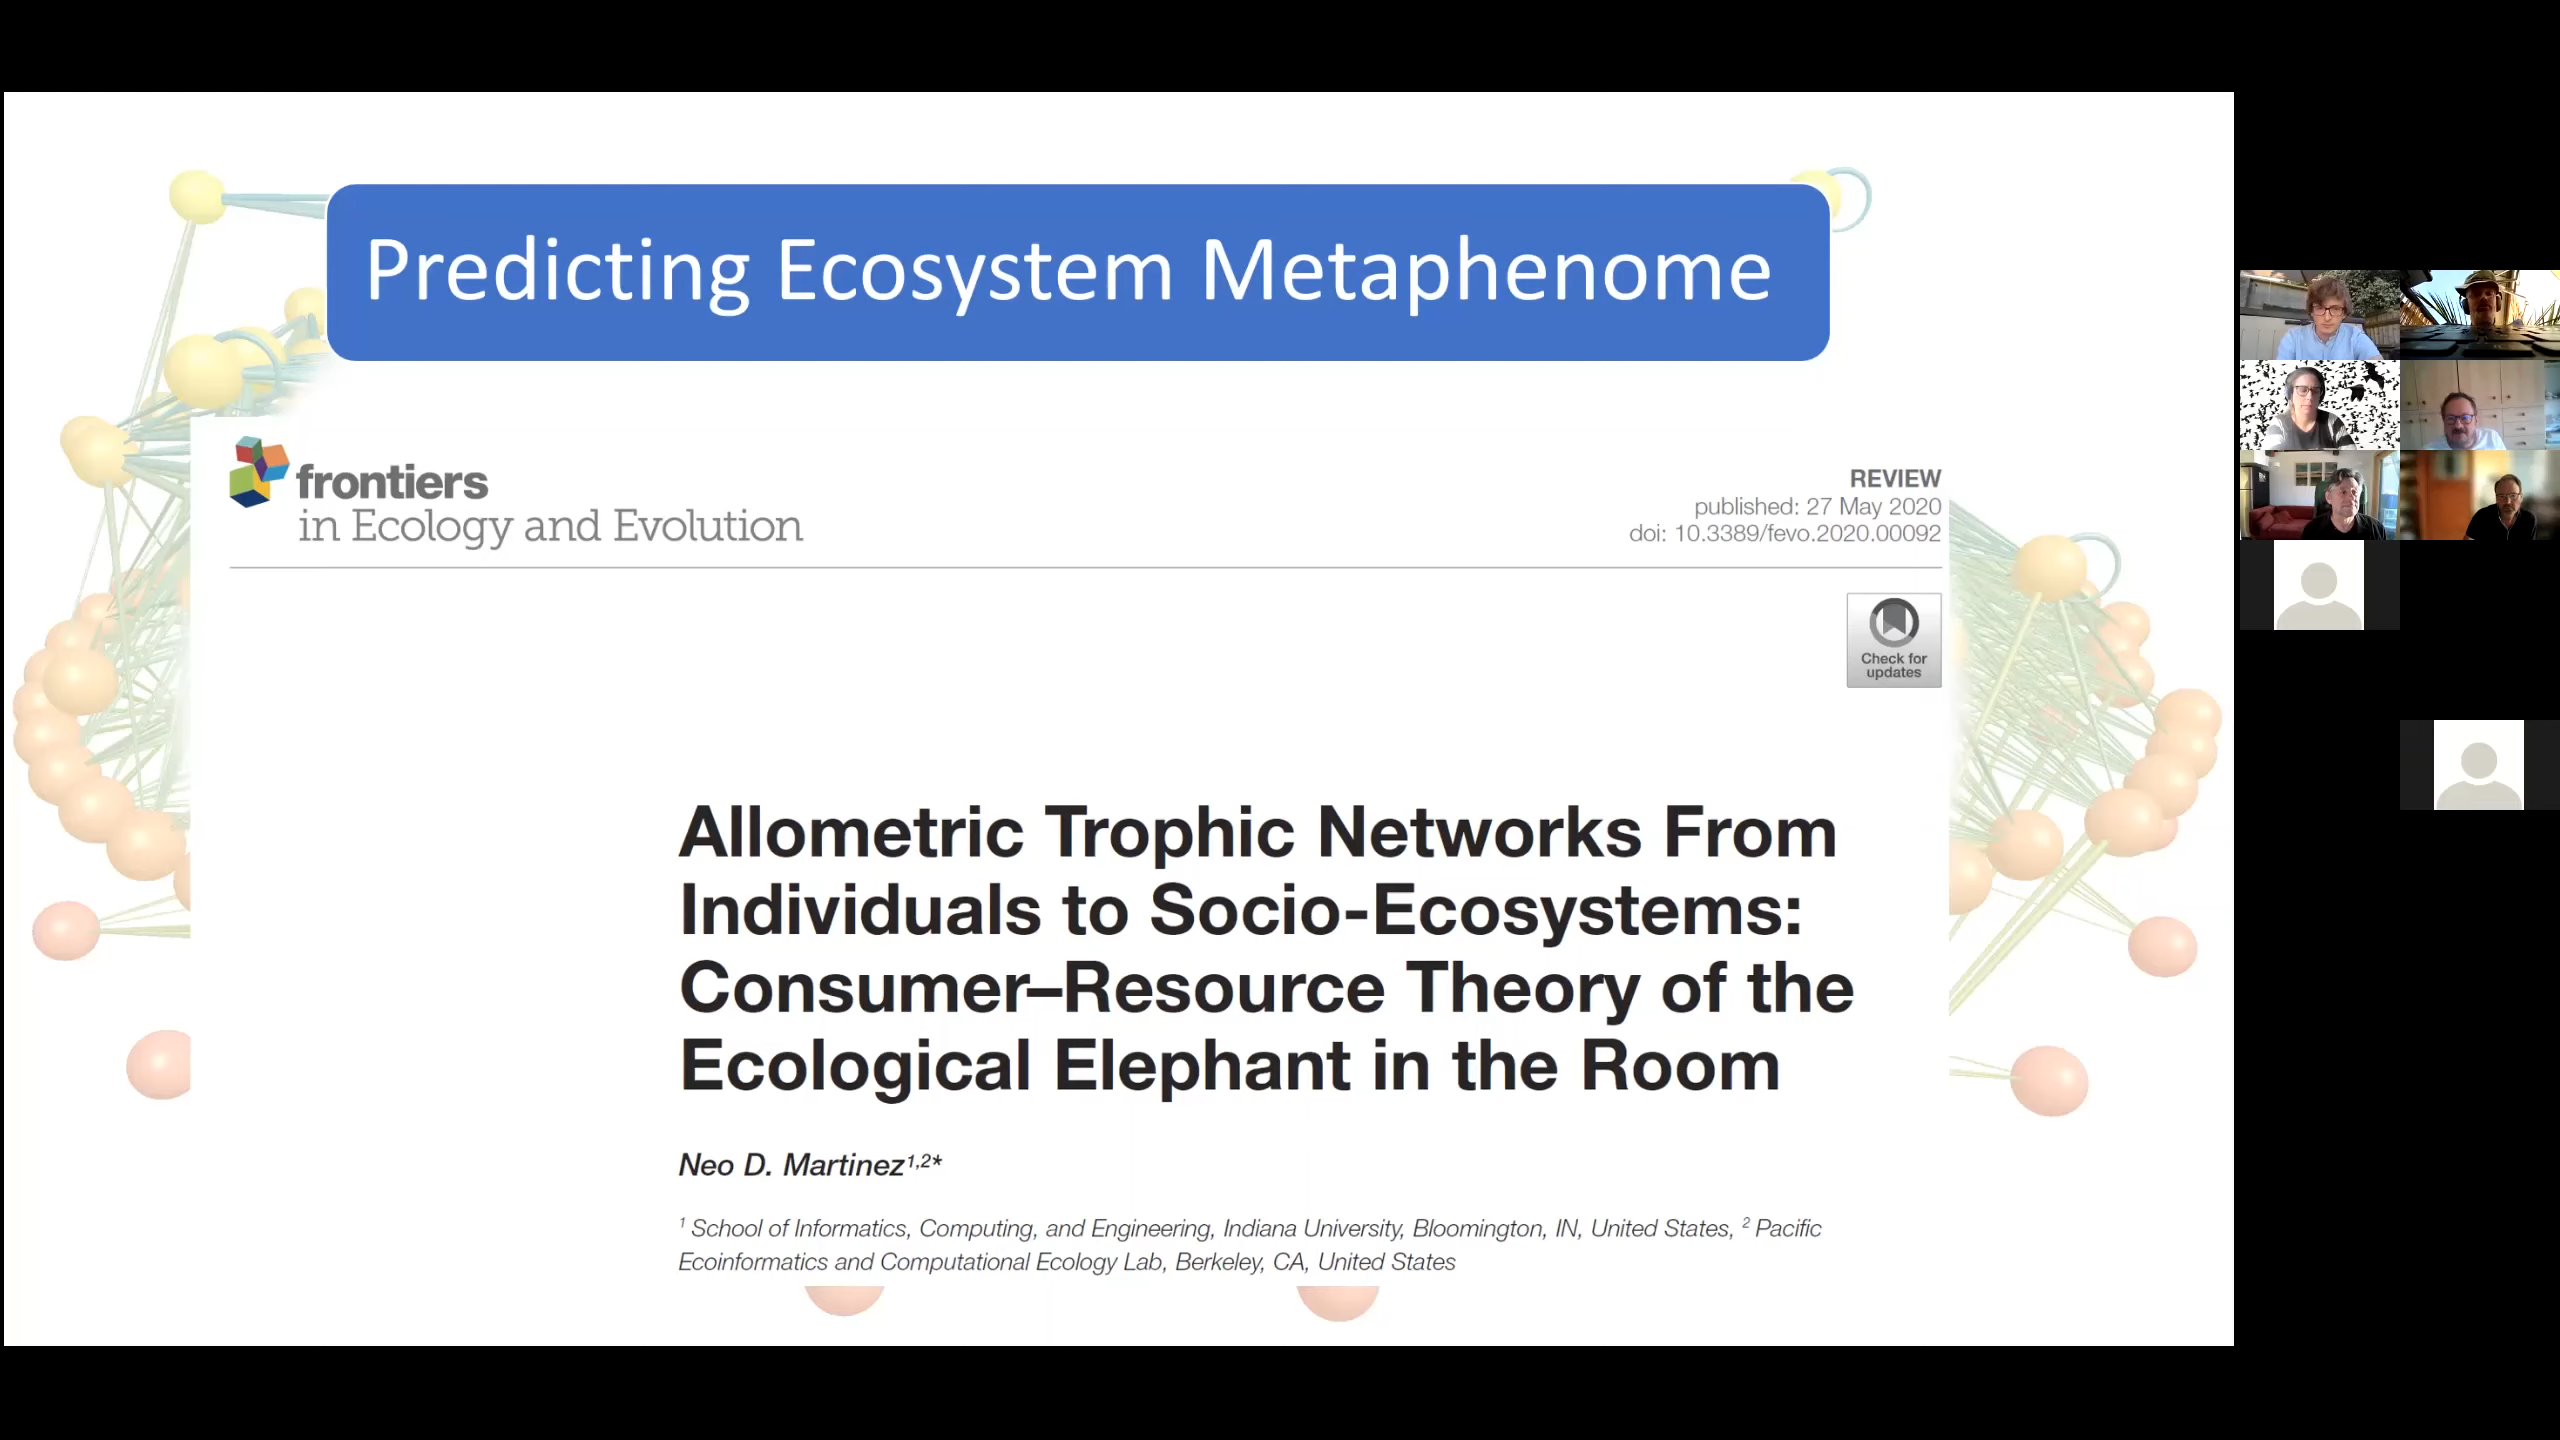 Predicting Ecosystem Metaphenome
frontiers
in Ecology and Evolution
REVIEW
published: 27 May 2020
doi: 10.3389/fevo.2020.00092
Check for
updates
Allometric Trophic Networks From
Individuals to Socio-Ecosystems:
Consumer–Resource Theory of the
Ecological Elephant in the Room
Neo D. Martinez1,2*
1 School of Informatics, Computing, and Engineering, Indiana University, Bloomington, IN, United States, 2 Pacific
Ecoinformatics and Computational Ecology Lab, Berkeley, CA, United States